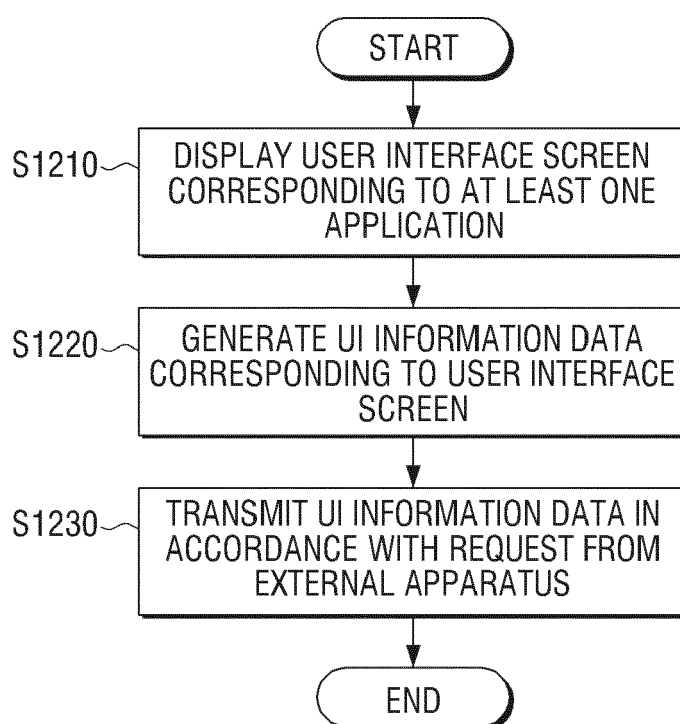 START
S1210
DISPLAY USER INTERFACE SCREEN
CORRESPONDING TO AT LEAST ONE
APPLICATION
S1220
GENERATE UI INFORMATION DATA
CORRESPONDING TO USER INTERFACE
SCREEN
S1230
TRANSMIT UI INFORMATION DATA IN
ACCORDANCE WITH REQUEST FROM
EXTERNAL APPARATUS
END